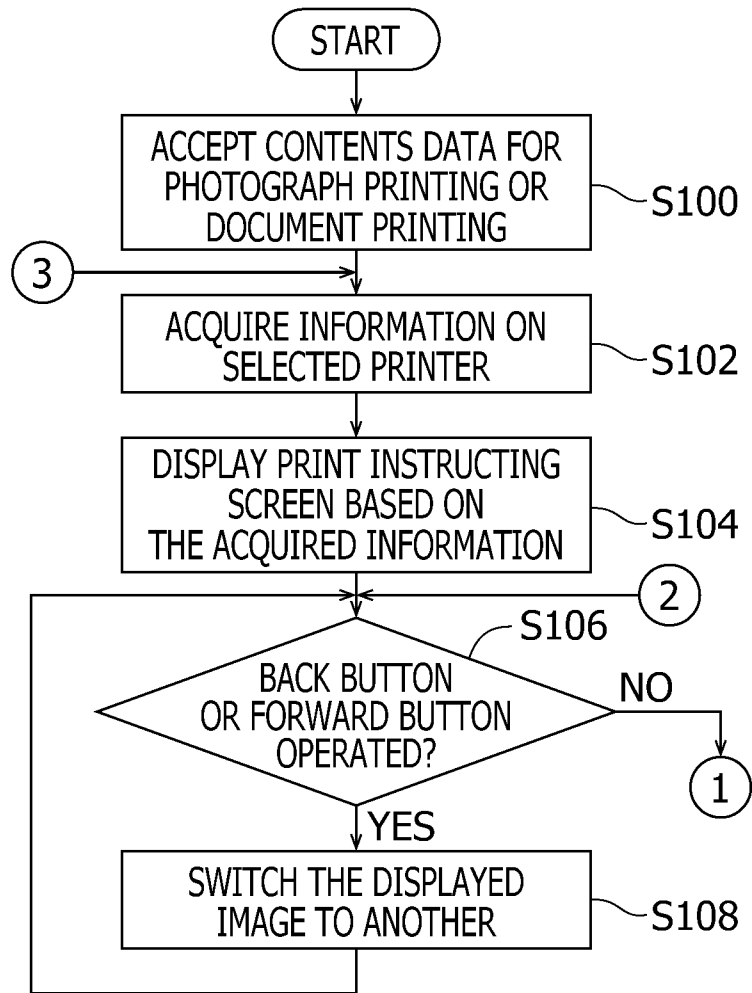 START
ACCEPT CONTENTS DATA FOR
PHOTOGRAPH PRINTING OR
DOCUMENT PRINTING
S100
3
ACQUIRE INFORMATION ON
SELECTED PRINTER
S102
DISPLAY PRINT INSTRUCTING
SCREEN BASED ON
THE ACQUIRED INFORMATION
S104
2
S106
BACK BUTTON
OR FORWARD BUTTON
OPERATED?
NO
1
YES
SWITCH THE DISPLAYED
IMAGE TO ANOTHER
S108